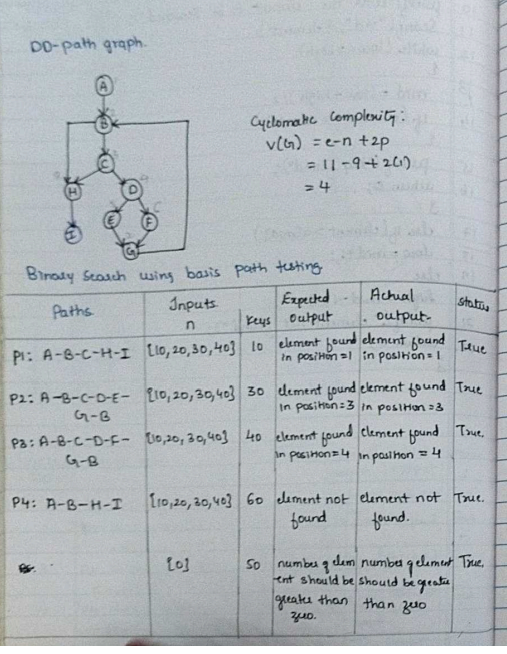 DD-path graph.
A
B
C
H
D
E
F
I
G
Cyclomatic Complexity:
V(G) = e-n +2p
= 11 - 9 + 2(1)
= 4
Binary Search using basis path testing
Paths Inputs n Keys Expected output Actual output. Status
P1: A-B-C-H-I [10,20,30,40] 10 element found in position=1 element found in position=1 True
P2: A-B-C-D-E-G-B [10,20,30,40] 30 element found in position=3 element found in position=3 True
P3: A-B-C-D-F-G-B [10,20,30,40] 40 element found in position=4 element found in position=4 True.
P4: A-B-H-I [10,20,30,40] 60 element not found element not found. True.
[0] 50 number of element should be greater than zero. number of element should be greater than zero True.